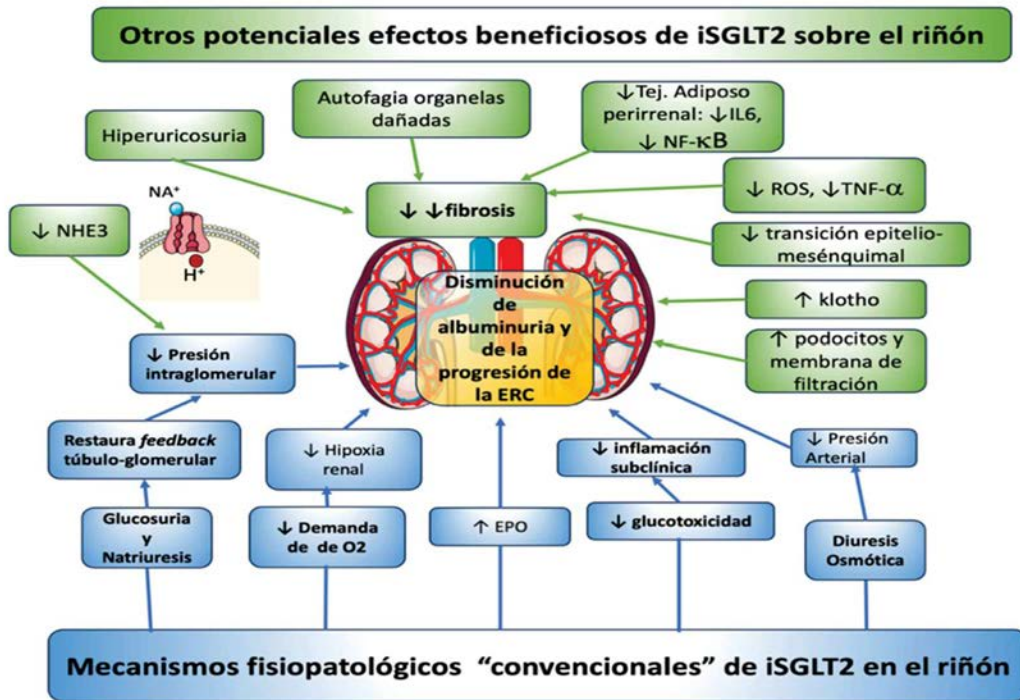 Otros potenciales efectos beneficiosos de iSGLT2 sobre el riñón
Autofagia organelas
dañadas
↓Tej. Adiposo
perirrenal: ↓IL6,
↓ NF-κB
Hiperuricosuria
↓ ROS, ↓TNF-α
NA⁺
↓ ↓fibrosis
↓ NHE3
↓ transición epitelio-
mesénquimal
H⁺
Disminución
de
albuminuria y
de la
progresión de
la ERC
↑ klotho
↑ podocitos y
membrana de
filtración
↓ Presión
intraglomerular
Restaura feedback
túbulo-glomerular
↓ Hipoxia
renal
↓ inflamación
subclínica
↓ Presión
Arterial
Glucosuria
y
Natriuresis
↓ Demanda
de de O2
↑ EPO
↓ glucotoxicidad
Diuresis
Osmótica
Mecanismos fisiopatológicos “convencionales” de iSGLT2 en el riñón